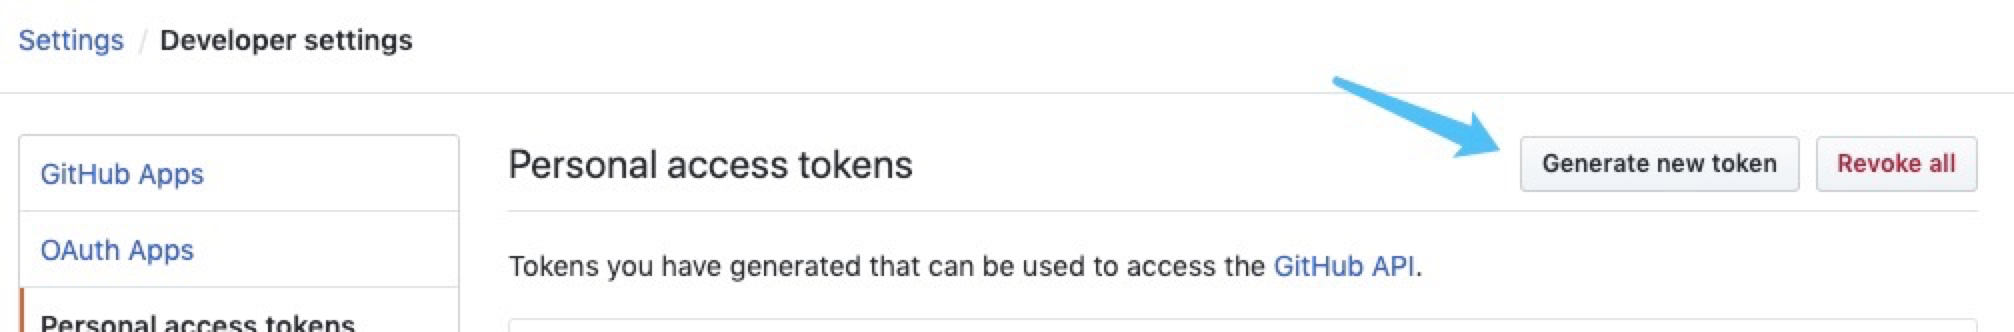 Settings / Developer settings
GitHub Apps
OAuth Apps
Personal access tokens
Personal access tokens
Generate new token
Revoke all
Tokens you have generated that can be used to access the GitHub API.